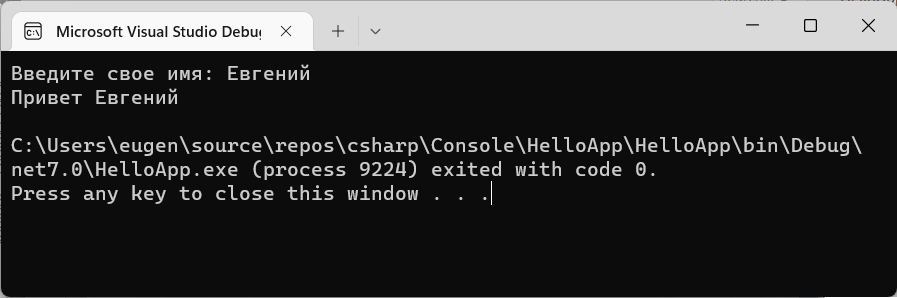 Microsoft Visual Studio Debug
Введите свое имя: Евгений
Привет Евгений
C:\Users\eugen\source\repos\csharp\Console\HelloApp\HelloApp\bin\Debug\
net7.0\HelloApp.exe (process 9224) exited with code 0.
Press any key to close this window . . .